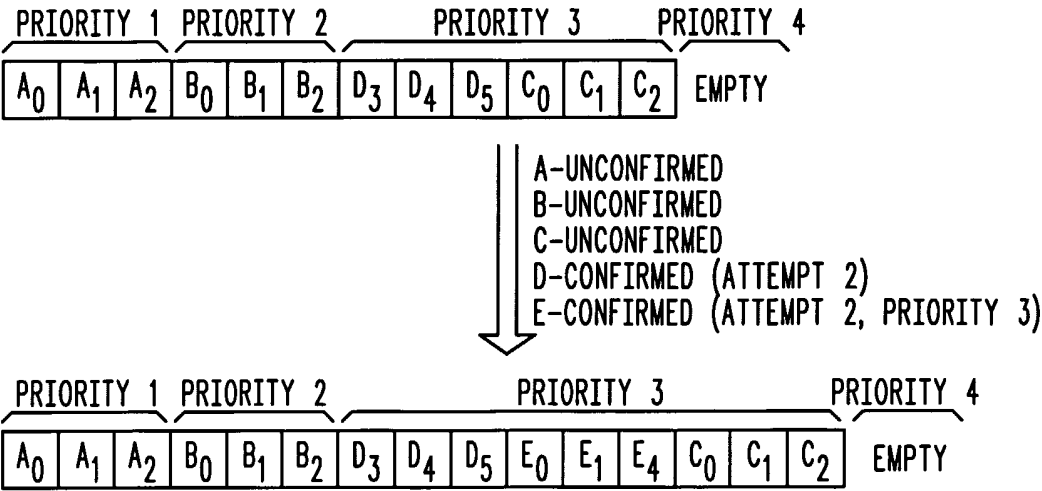 PRIORITY 1 PRIORITY 2 PRIORITY 3 PRIORITY 4
A0 A1 A2 B0 B1 B2 D3 D4 D5 C0 C1 C2 EMPTY
A-UNCONFIRMED
B-UNCONFIRMED
C-UNCONFIRMED
D-CONFIRMED (ATTEMPT 2)
E-CONFIRMED (ATTEMPT 2, PRIORITY 3)
PRIORITY 1 PRIORITY 2 PRIORITY 3 PRIORITY 4
A0 A1 A2 B0 B1 B2 D3 D4 D5 E0 E1 E4 C0 C1 C2 EMPTY